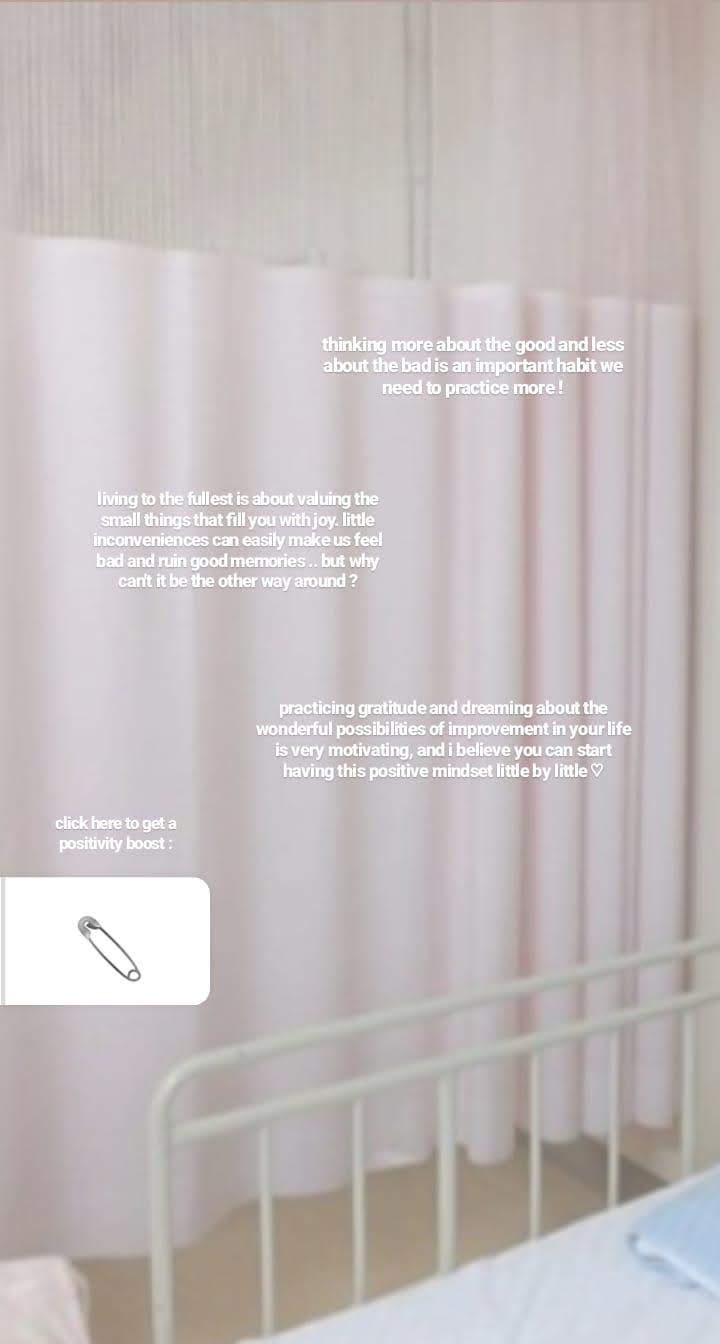 thinking more about the good and less
about the bad is an important habit we
need to practice more !
living to the fullest is about valuing the
small things that fill you with joy. little
inconveniences can easily make us feel
bad and ruin good memories .. but why
can't it be the other way around ?
practicing gratitude and dreaming about the
wonderful possibilities of improvement in your life
is very motivating, and i believe you can start
having this positive mindset little by little ♡
click here to get a
positivity boost :